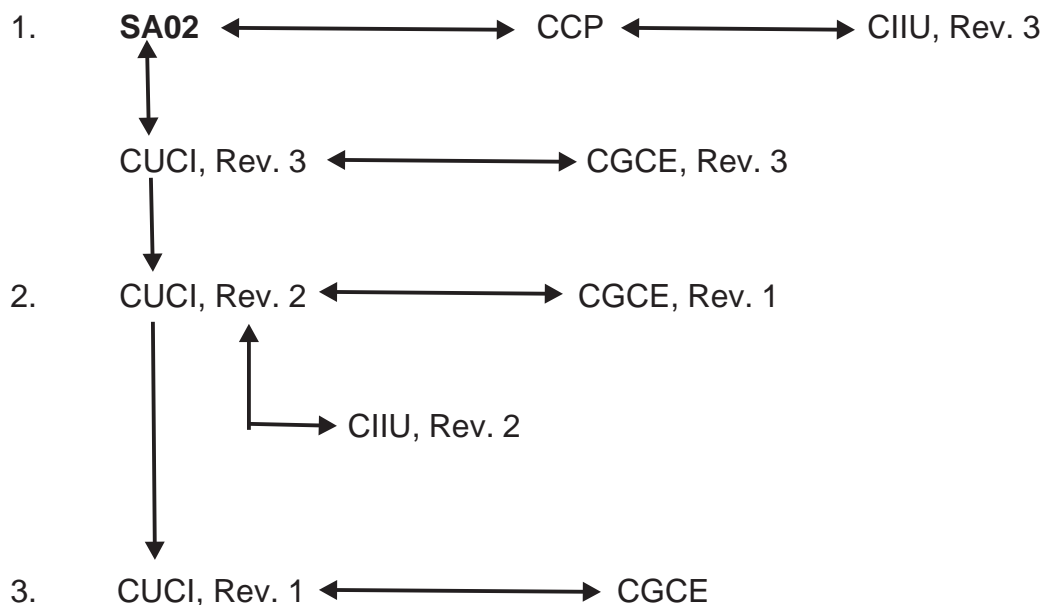 1. SA02 CCP CIIU, Rev. 3
CUCI, Rev. 3 CGCE, Rev. 3
2. CUCI, Rev. 2 CGCE, Rev. 1
CIIU, Rev. 2
3. CUCI, Rev. 1 CGCE